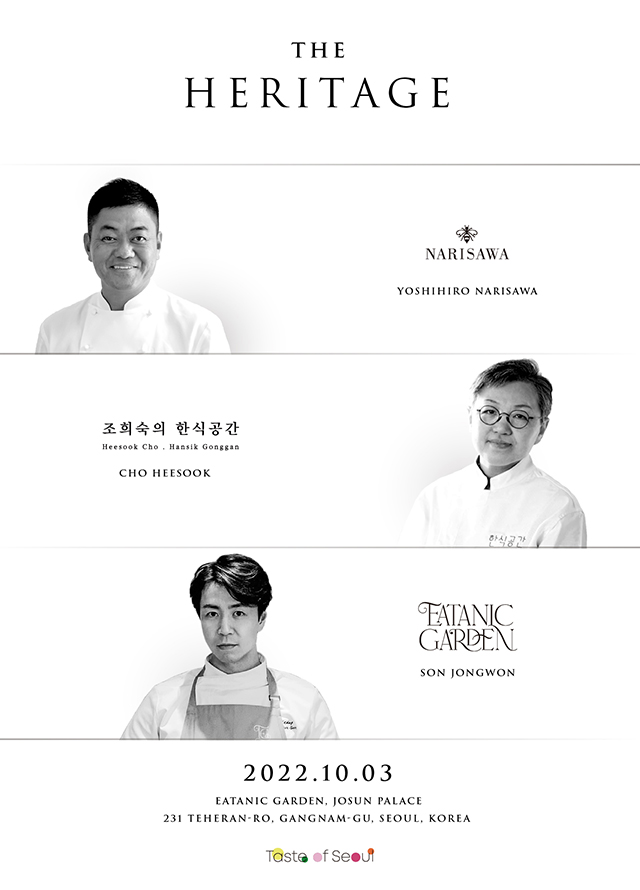 THE
HERITAGE
NARISAWA
YOSHIHIRO NARISAWA
조희숙의 한식공간
Heesook Cho . Hansik Gonggan
CHO HEESOOK
한식공간
EATANIC
GARDEN
SON JONGWON
2022.10.03
EATANIC GARDEN, JOSUN PALACE
231 TEHERAN-RO, GANGNAM-GU, SEOUL, KOREA
Taste of Seoul